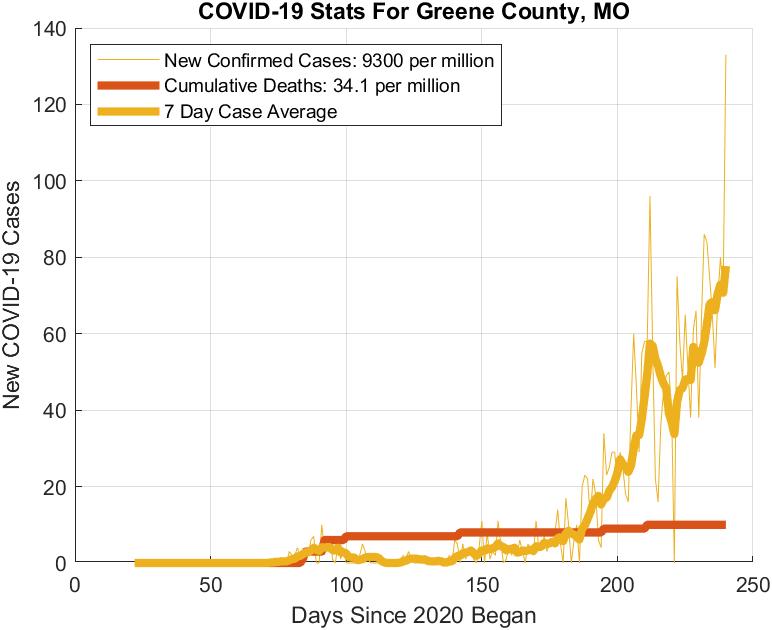 COVID-19 Stats For Greene County, MO
New Confirmed Cases: 9300 per million
Cumulative Deaths: 34.1 per million
7 Day Case Average
New COVID-19 Cases
140
120
100
80
60
40
20
0
0 50 100 150 200 250
Days Since 2020 Began